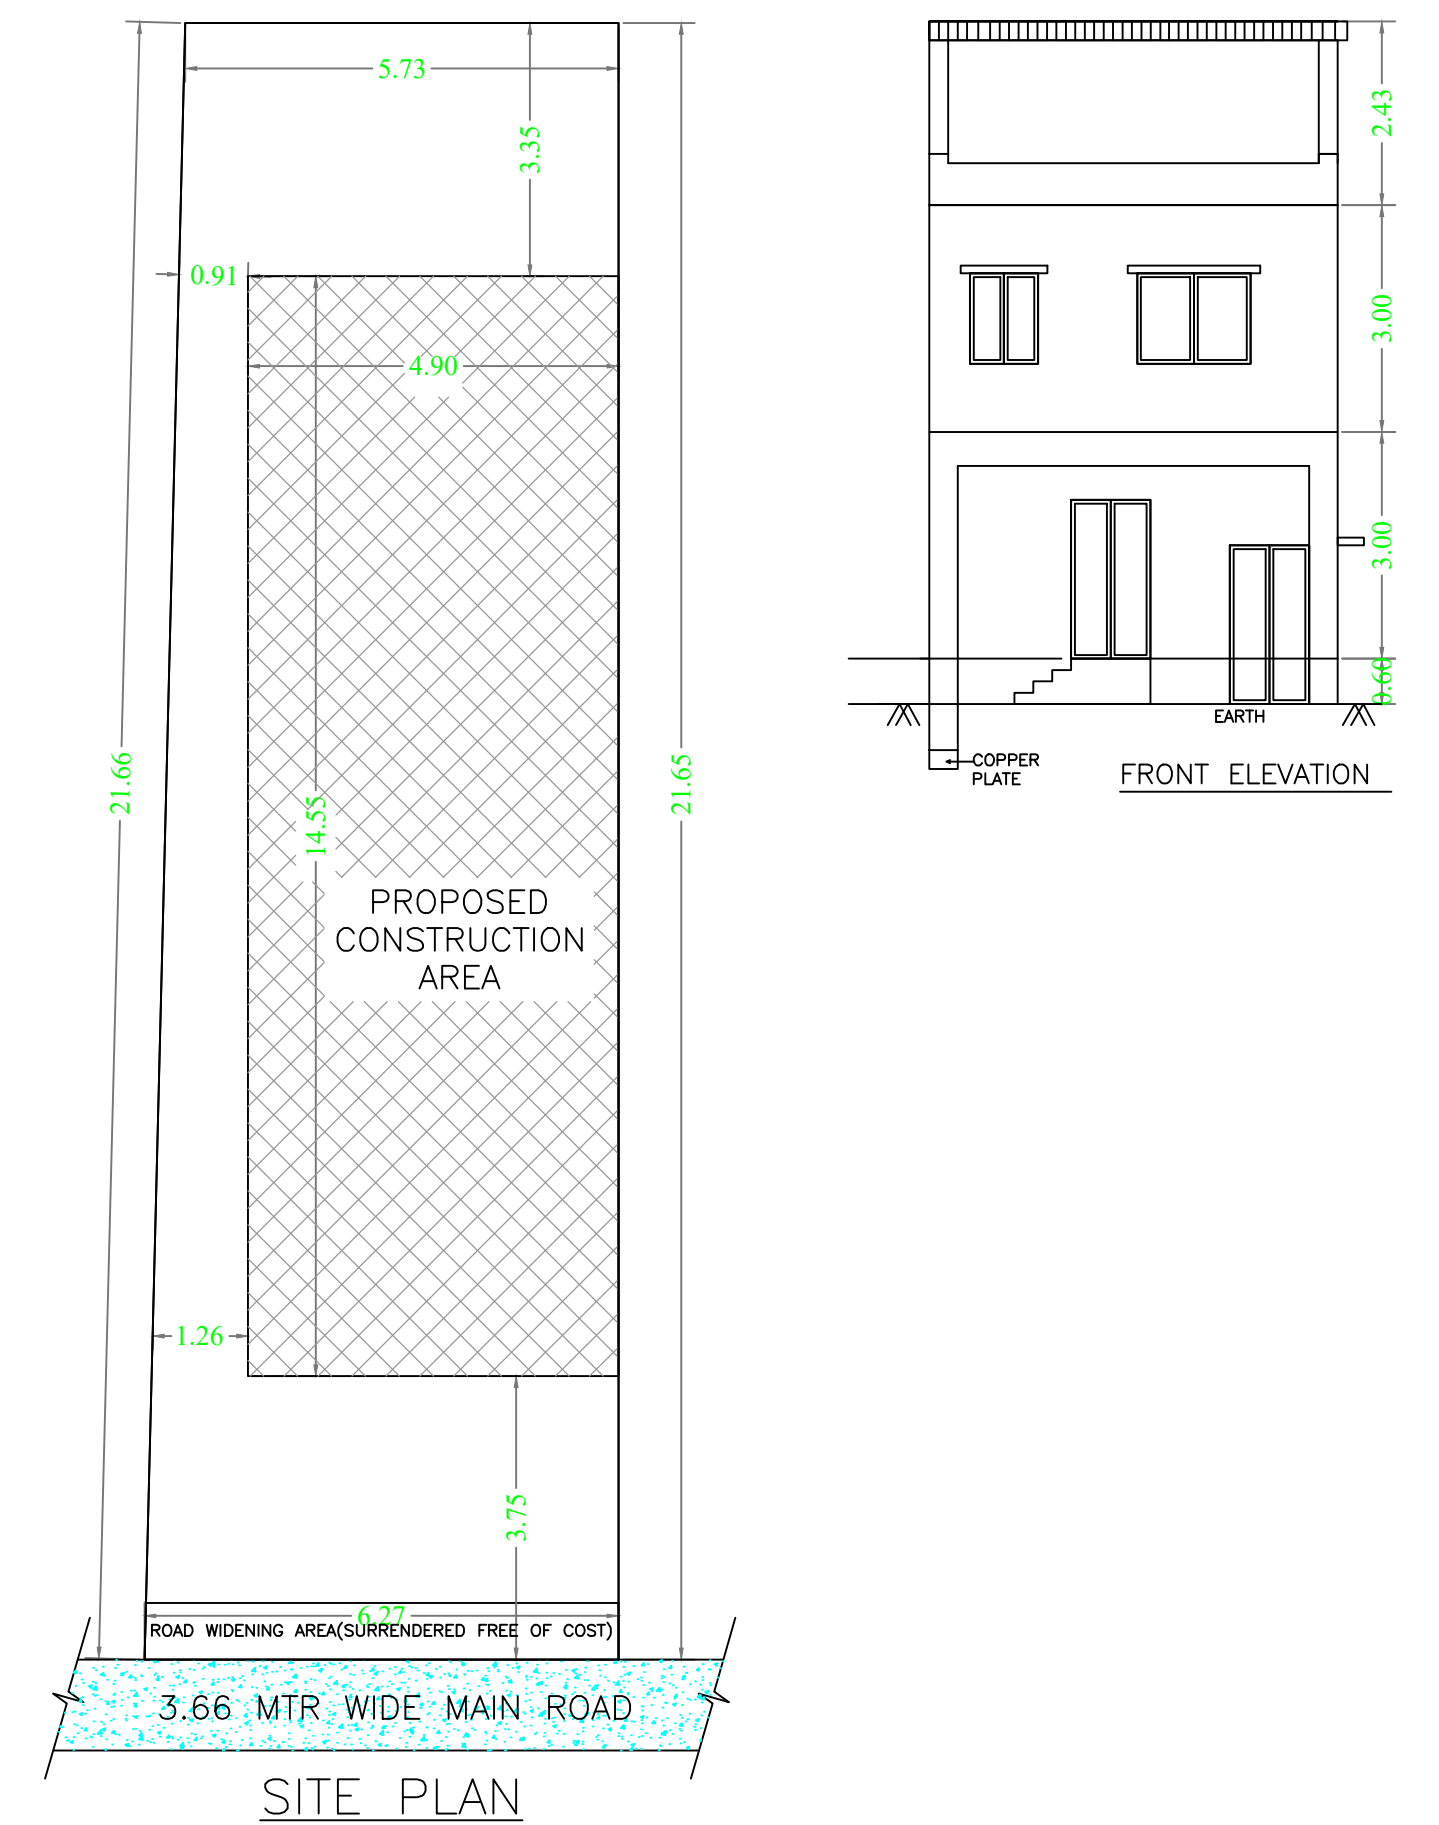 5.73
3.35
0.91
4.90
21.66
14.55
21.65
PROPOSED
CONSTRUCTION
AREA
1.26
3.75
6.27
ROAD WIDENING AREA(SURRENDERED FREE OF COST)
3.66 MTR WIDE MAIN ROAD
SITE PLAN
2.43
3.00
3.00
0.60
EARTH
COPPER
PLATE
FRONT ELEVATION